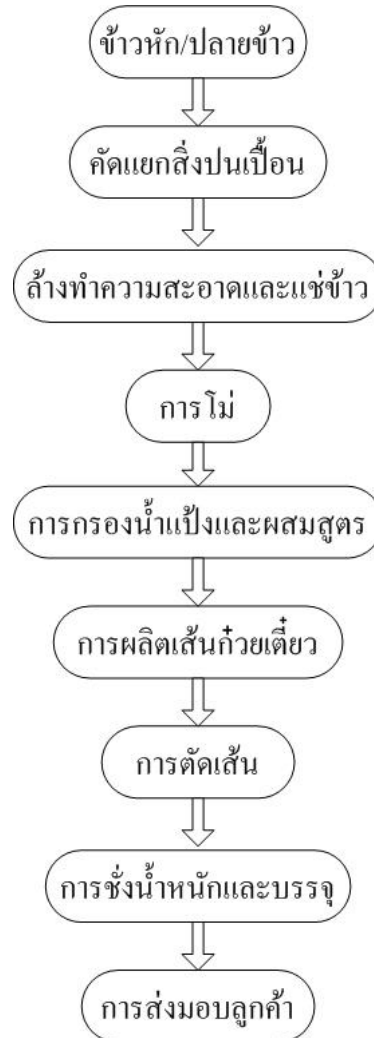 ข้าวหัก/ปลายข้าว
คัดแยกสิ่งปนเปื้อน
ล้างทำความสะอาดและแช่ข้าว
การโม่
การกรองน้ำแป้งและผสมสูตร
การผลิตเส้นก๋วยเตี๋ยว
การตัดเส้น
การชั่งน้ำหนักและบรรจุ
การส่งมอบลูกค้า